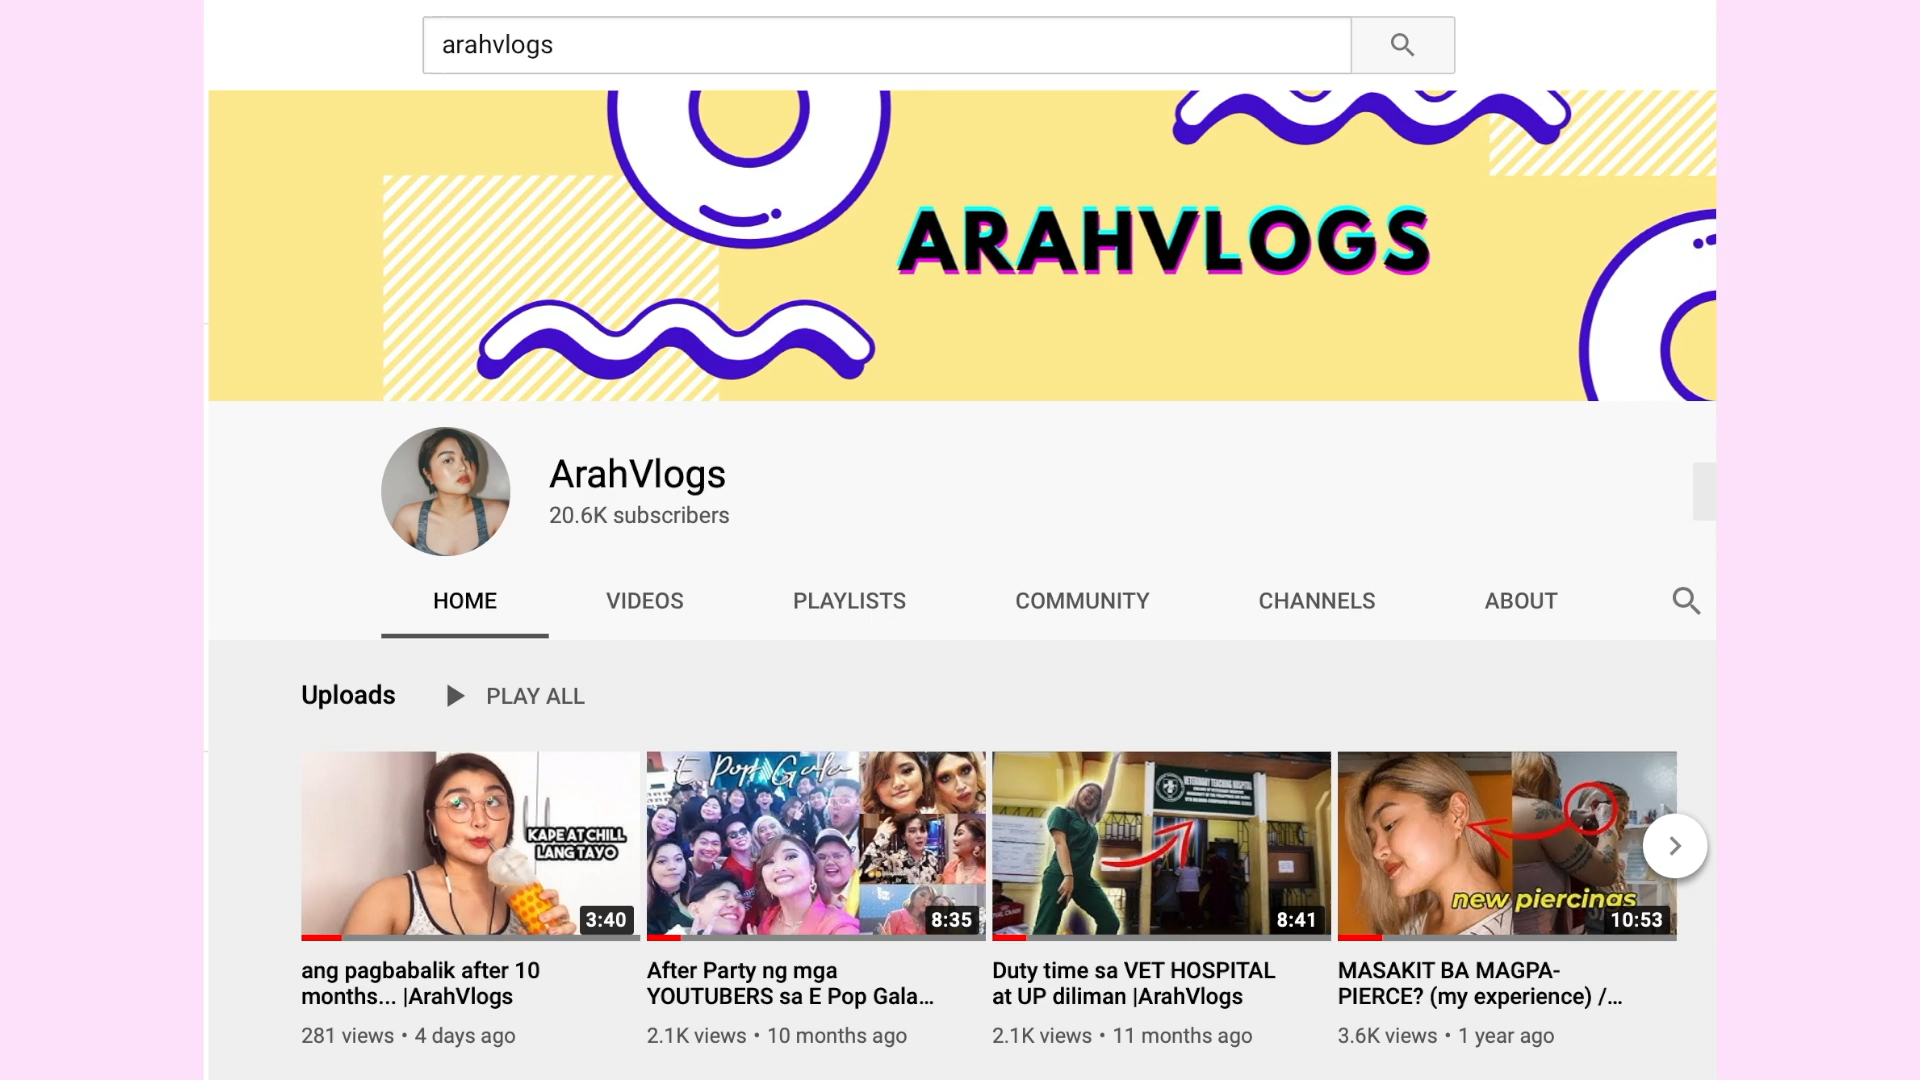 arahvlogs
ARAHVLOGS
ArahVlogs
20.6K subscribers
HOME
VIDEOS
PLAYLISTS
COMMUNITY
CHANNELS
ABOUT
Uploads
PLAY ALL
KAPE AT CHILL
LANG TAYO
3:40
E Pop Gala
8:35
VETERINARY TEACHING HOSPITAL
8:41
new piercings
10:53
ang pagbabalik after 10
months... |ArahVlogs
281 views • 4 days ago
After Party ng mga
YOUTUBERS sa E Pop Gala...
2.1K views • 10 months ago
Duty time sa VET HOSPITAL
at UP diliman |ArahVlogs
2.1K views • 11 months ago
MASAKIT BA MAGPA-
PIERCE? (my experience) /...
3.6K views • 1 year ago